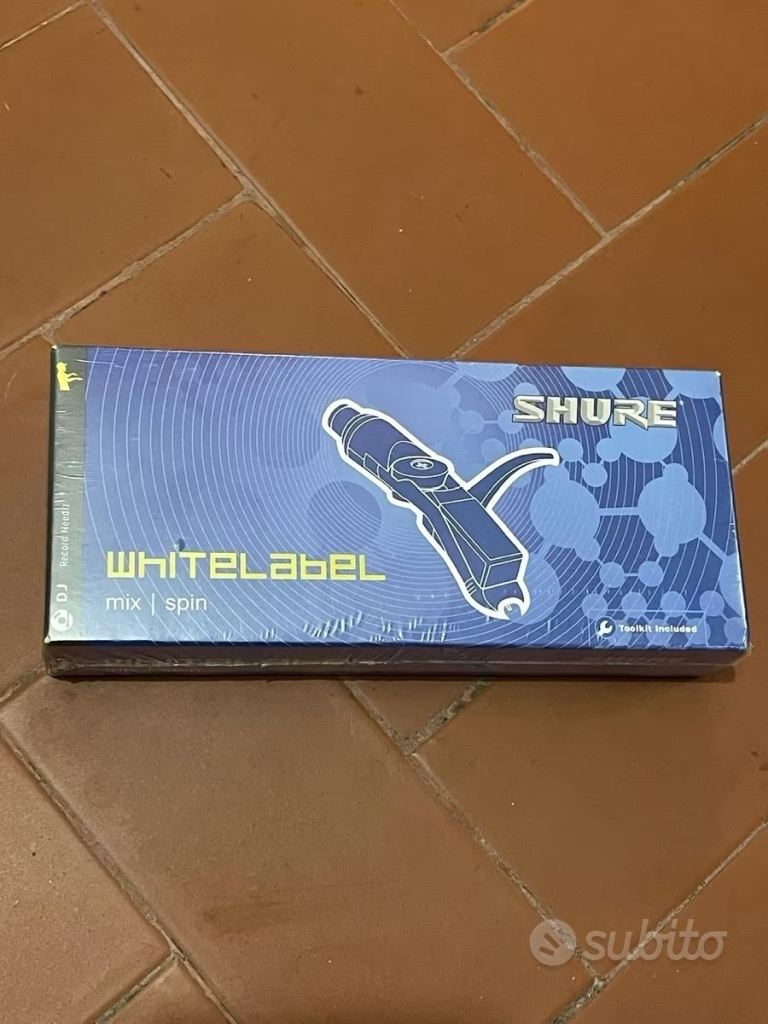 SHURE
WHITELABEL
mix | spin
Toolkit Included
DJ Record Needlz
subito